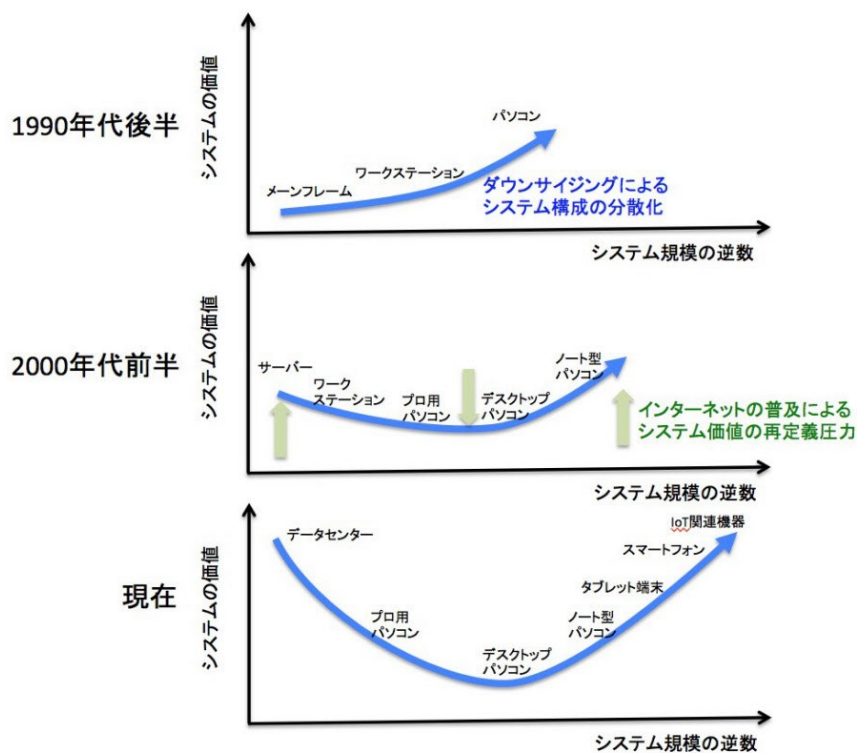 1990年代後半
システムの価値
メーンフレーム
ワークステーション
パソコン
ダウンサイジングによる
システム構成の分散化
システム規模の逆数
2000年代前半
システムの価値
サーバー
ワーク
ステーション
プロ用
パソコン
デスクトップ
パソコン
ノート型
パソコン
インターネットの普及による
システム価値の再定義圧力
システム規模の逆数
現在
システムの価値
データセンター
プロ用
パソコン
デスクトップ
パソコン
ノート型
パソコン
タブレット端末
スマートフォン
IoT関連機器
システム規模の逆数